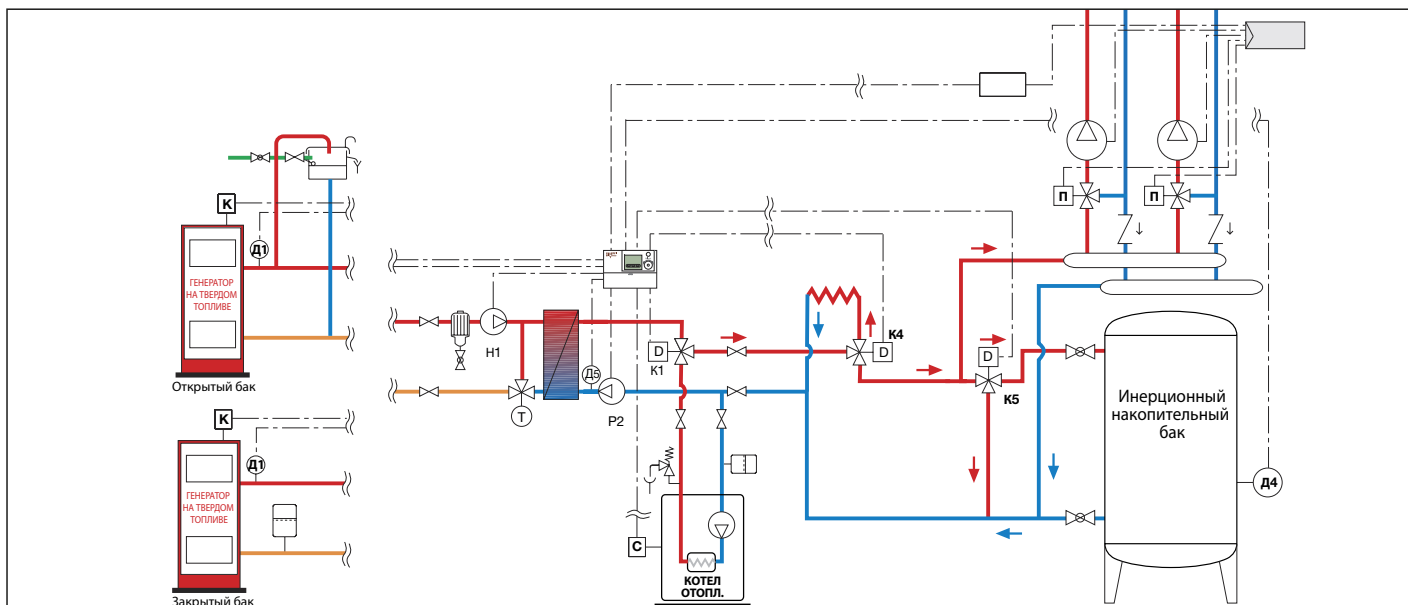 К
Д1
ГЕНЕРАТОР
НА ТВЕРДОМ
ТОПЛИВЕ
Открытый бак
К
Д1
ГЕНЕРАТОР
НА ТВЕРДОМ
ТОПЛИВЕ
Закрытый бак
Н1
T
Д5
P2
D
К1
С
КОТЕЛ
ОТОПЛ.
D
К4
D
К5
П
П
Инерционный
накопительный
бак
Д4